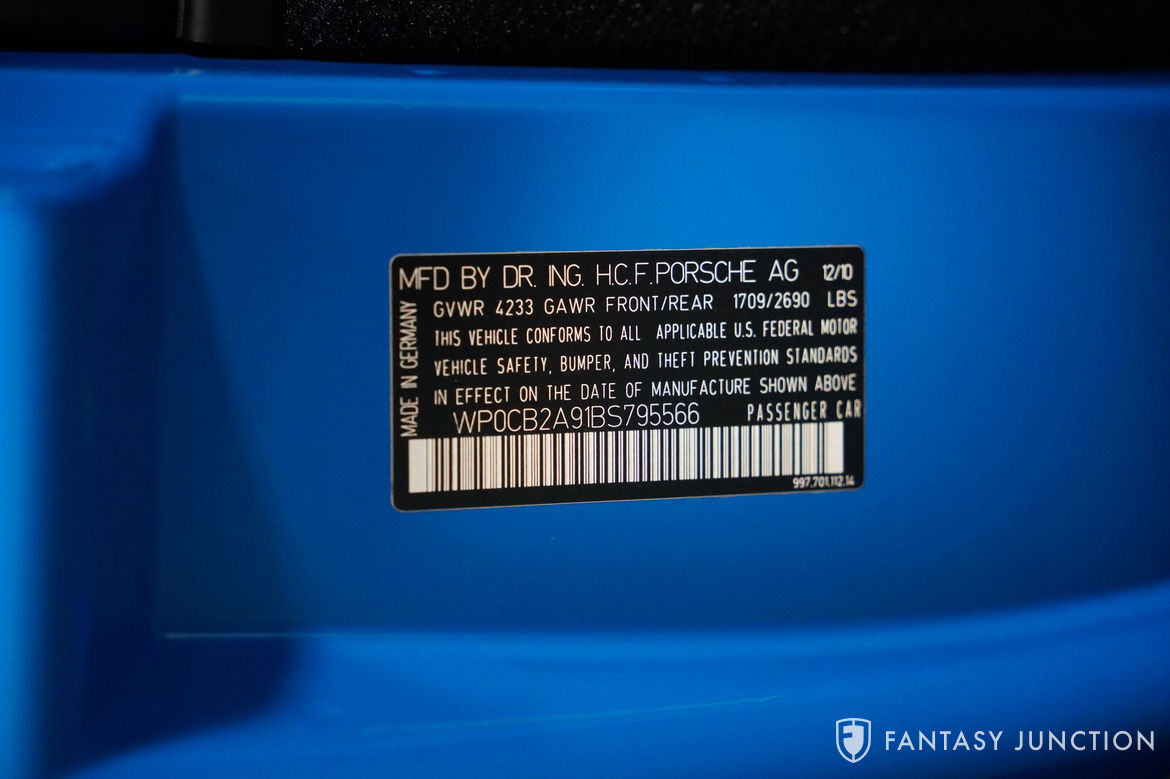 MFD BY DR. ING. H.C.F. PORSCHE AG 12/10
GVWR 4233 GAWR FRONT/REAR 1709/2690 LBS
THIS VEHICLE CONFORMS TO ALL APPLICABLE U.S. FEDERAL MOTOR
VEHICLE SAFETY, BUMPER, AND THEFT PREVENTION STANDARDS
IN EFFECT ON THE DATE OF MANUFACTURE SHOWN ABOVE
WP0CB2A91BS795566 PASSENGER CAR
MADE IN GERMANY
997.701.112.14
FANTASY JUNCTION